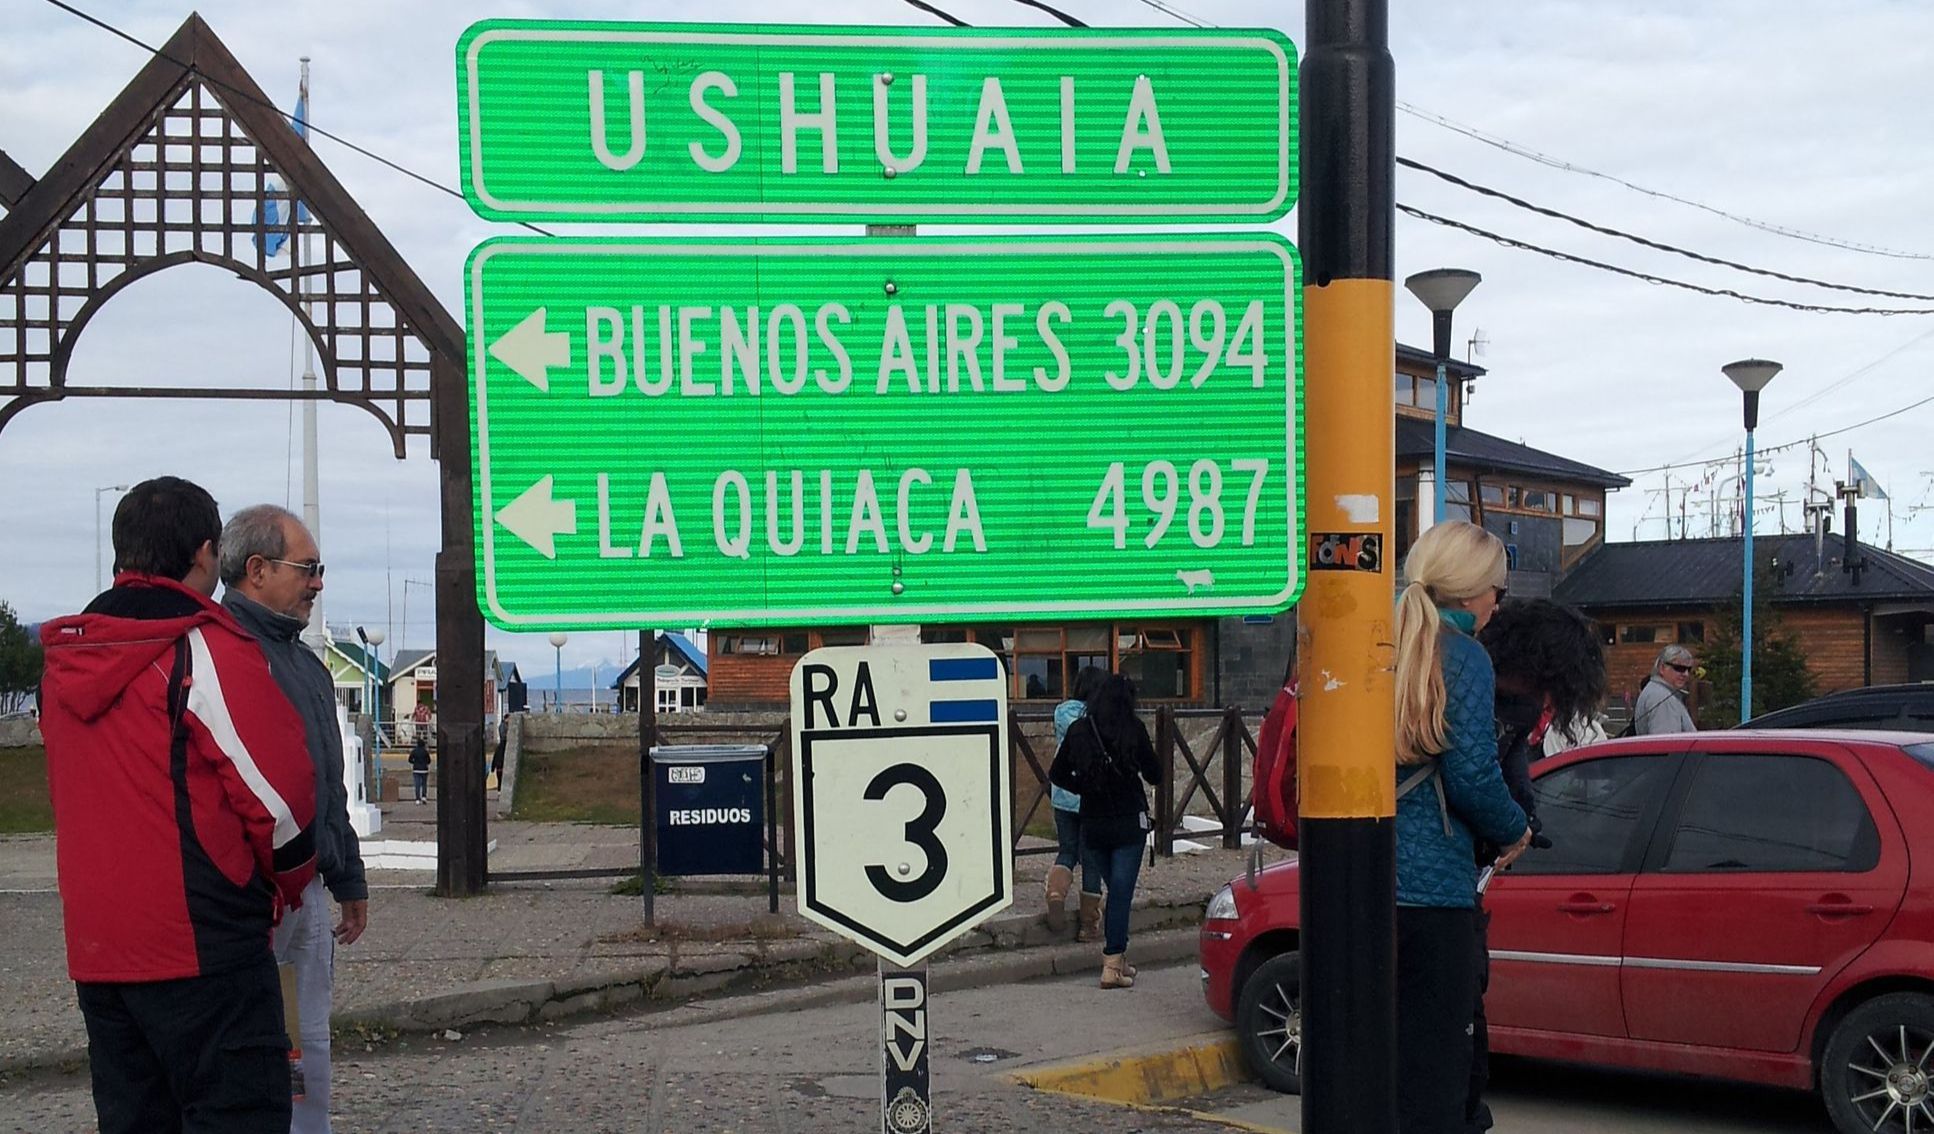 USHUAIA
BUENOS AIRES 3094
LA QUIACA 4987
RA
3
RESIDUOS
DNV